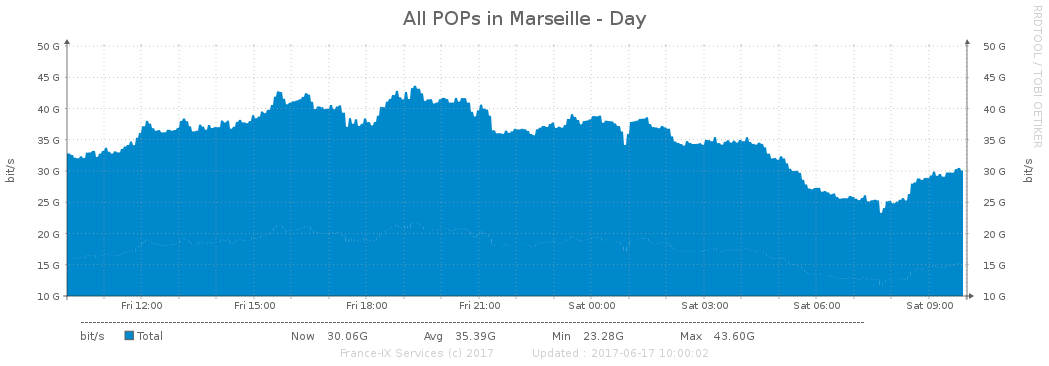 All POPs in Marseille - Day
RRDTOOL / TOBI OETIKER
50 G 50 G
45 G 45 G
40 G 40 G
35 G 35 G
30 G 30 G
25 G 25 G
20 G 20 G
15 G 15 G
10 G 10 G
bit/s bit/s
Fri 12:00 Fri 15:00 Fri 18:00 Fri 21:00 Sat 00:00 Sat 03:00 Sat 06:00 Sat 09:00
bit/s Total Now 30.06G Avg 35.39G Min 23.28G Max 43.60G
France-IX Services (c) 2017 Updated : 2017-06-17 10:00:02